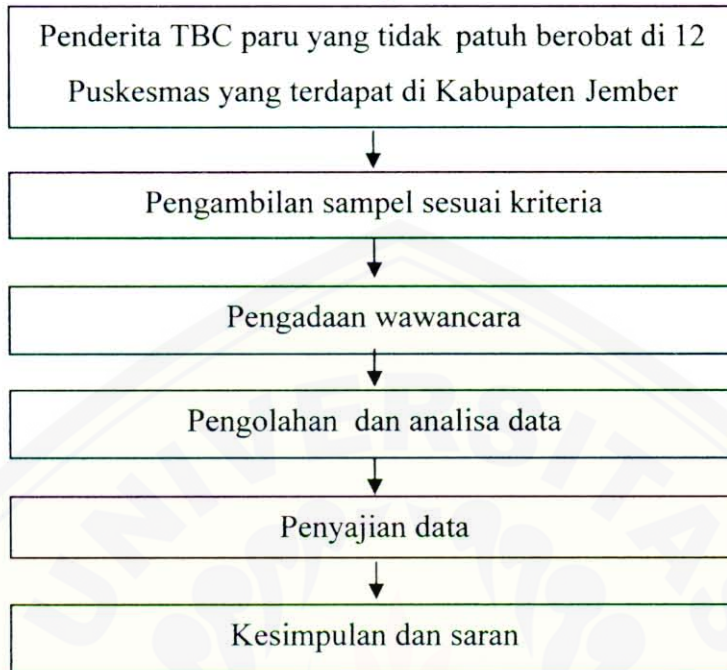 Penderita TBC paru yang tidak patuh berobat di 12
Puskesmas yang terdapat di Kabupaten Jember
Pengambilan sampel sesuai kriteria
Pengadaan wawancara
Pengolahan dan analisa data
Penyajian data
Kesimpulan dan saran
UNIVERSITAS